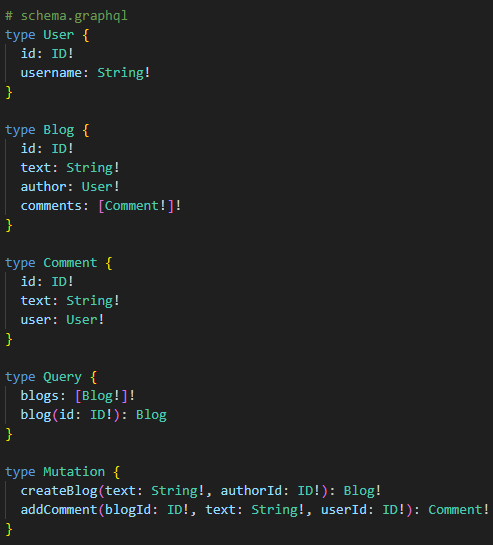 # schema.graphql
type User {
  id: ID!
  username: String!
}

type Blog {
  id: ID!
  text: String!
  author: User!
  comments: [Comment!]!
}

type Comment {
  id: ID!
  text: String!
  user: User!
}

type Query {
  blogs: [Blog!]!
  blog(id: ID!): Blog
}

type Mutation {
  createBlog(text: String!, authorId: ID!): Blog!
  addComment(blogId: ID!, text: String!, userId: ID!): Comment!
}